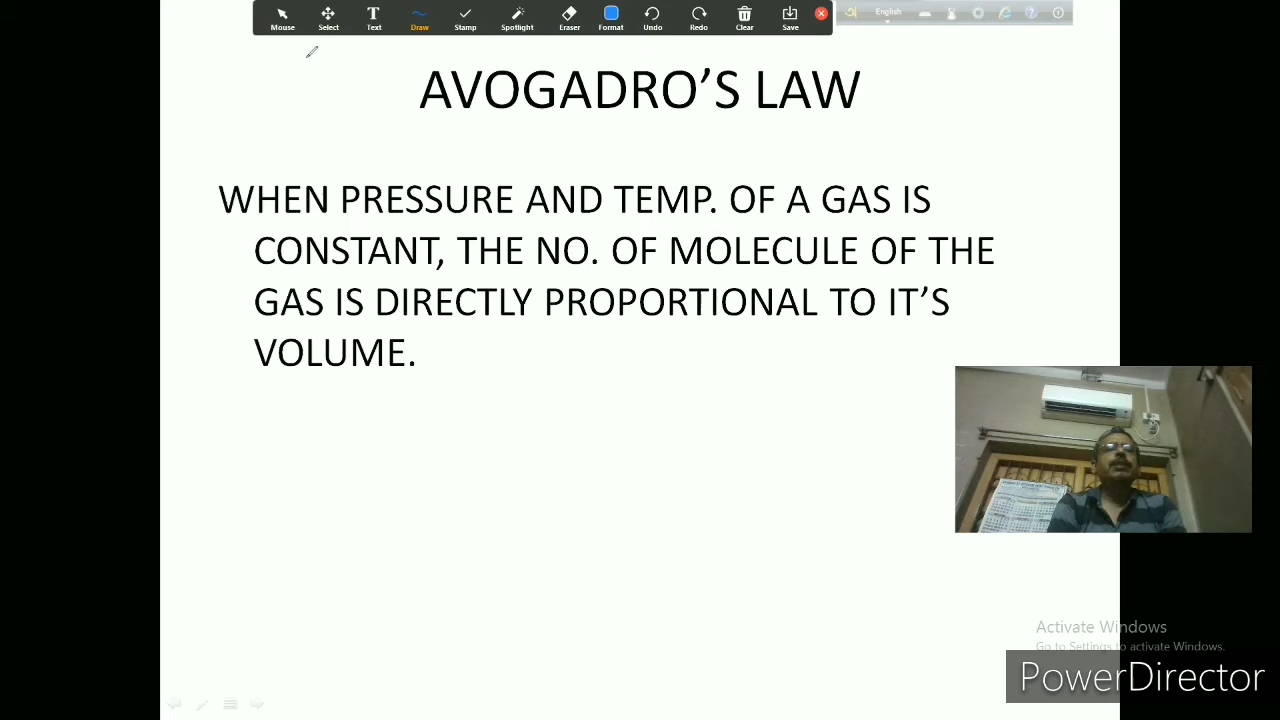 Mouse Select Text Draw Stamp Spotlight Eraser Format Undo Redo Clear Save
English
AVOGADRO’S LAW
WHEN PRESSURE AND TEMP. OF A GAS IS
CONSTANT, THE NO. OF MOLECULE OF THE
GAS IS DIRECTLY PROPORTIONAL TO IT’S
VOLUME.
Activate Windows
Go to Settings to activate Windows.
PowerDirector